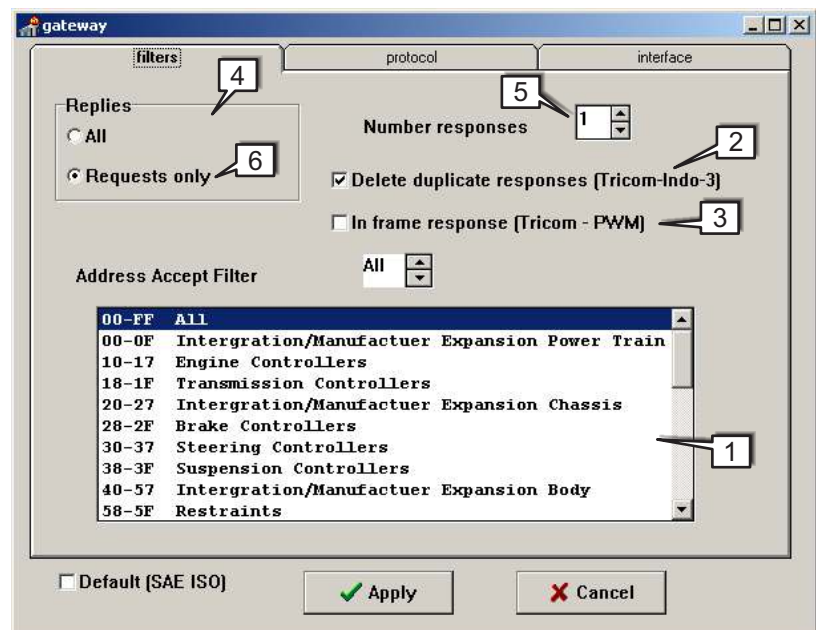 gateway
filters
protocol
interface
4
5
Replies
All
Number responses
1
2
6
Requests only
Delete duplicate responses (Tricom-Indo-3)
In frame response (Tricom - PWM)
3
Address Accept Filter
All
00-FF All
00-0F Intergration/Manufactuer Expansion Power Train
10-17 Engine Controllers
18-1F Transmission Controllers
20-27 Intergration/Manufactuer Expansion Chassis
28-2F Brake Controllers
30-37 Steering Controllers
1
38-3F Suspension Controllers
40-57 Intergration/Manufactuer Expansion Body
58-5F Restraints
Default (SAE ISO)
Apply
Cancel